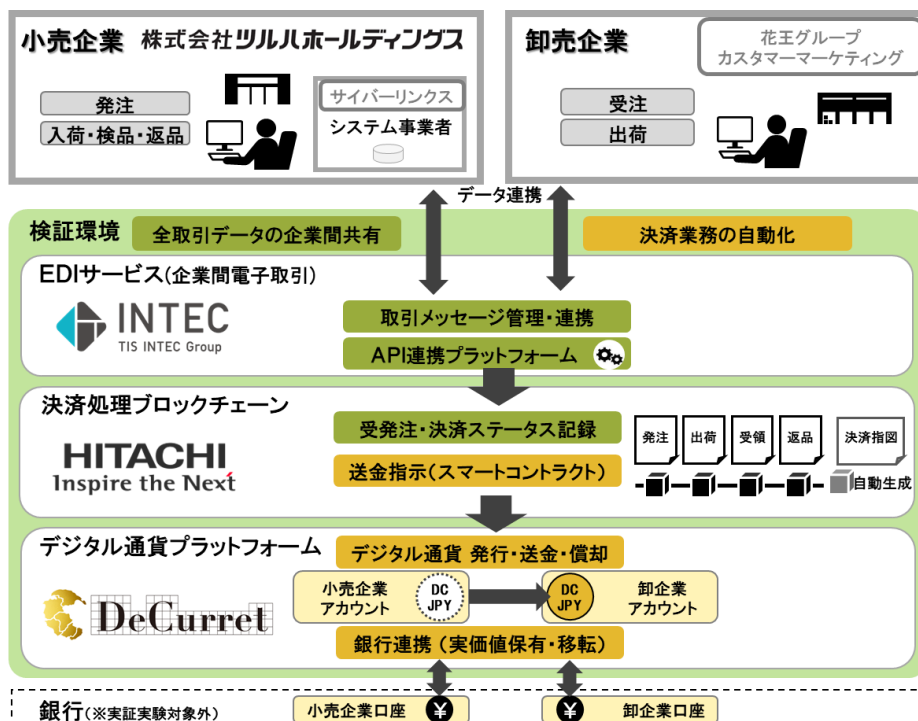 小売企業 株式会社ツルハホールディングス
発注
入荷・検品・返品
サイバーリンクス
システム事業者
卸売企業
花王グループ
カスタマーマーケティング
受注
出荷
データ連携
検証環境
全取引データの企業間共有
決済業務の自動化
EDIサービス(企業間電子取引)
INTEC
TIS INTEC Group
取引メッセージ管理・連携
API連携プラットフォーム
決済処理ブロックチェーン
HITACHI
Inspire the Next
受発注・決済ステータス記録
送金指示(スマートコントラクト)
発注
出荷
受領
返品
決済指図
自動生成
デジタル通貨プラットフォーム
デジタル通貨 発行・送金・償却
DeCurret
小売企業
アカウント
DC
JPY
DC
JPY
卸企業
アカウント
銀行連携 (実価値保有・移転)
銀行(※実証実験対象外)
小売企業口座 ¥
¥ 卸企業口座